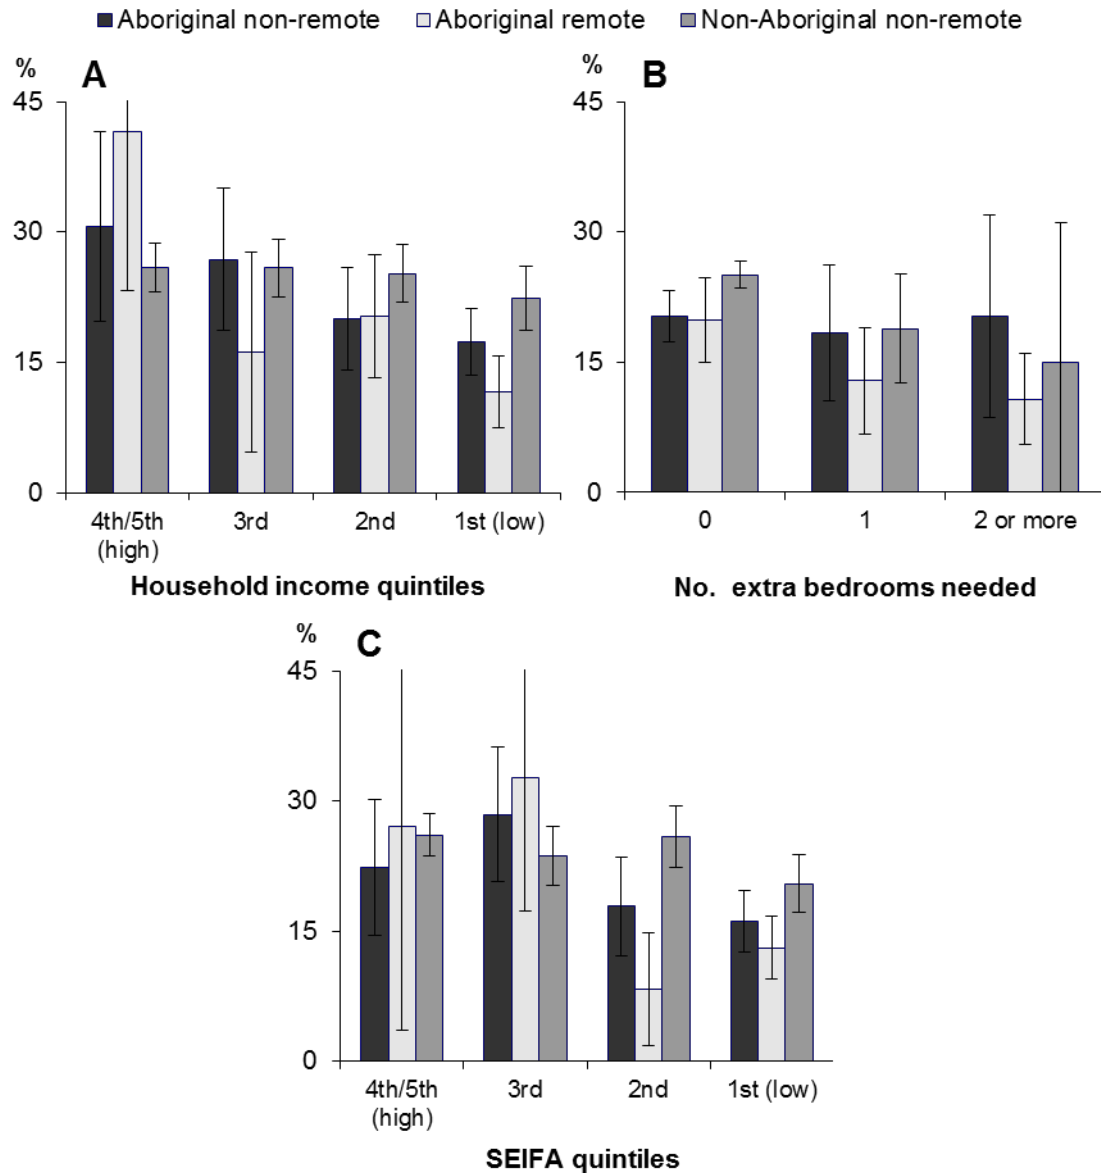 Aboriginal non-remote Aboriginal remote Non-Aboriginal non-remote
% A
45
30
15
0
4th/5th (high) 3rd 2nd 1st (low)
Household income quintiles
B
45
30
15
0
0 1 2 or more
No. extra bedrooms needed
% C
45
30
15
0
4th/5th (high) 3rd 2nd 1st (low)
SEIFA quintiles